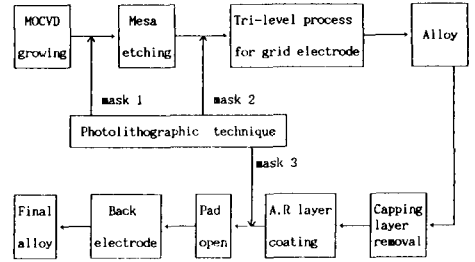 MOCVD
growing
Mesa
etching
Tri-level process
for grid electrode
Alloy
mask 1
mask 2
Photolithographic technique
mask 3
Final
alloy
Back
electrode
Pad
open
A.R layer
coating
Capping
layer
removal